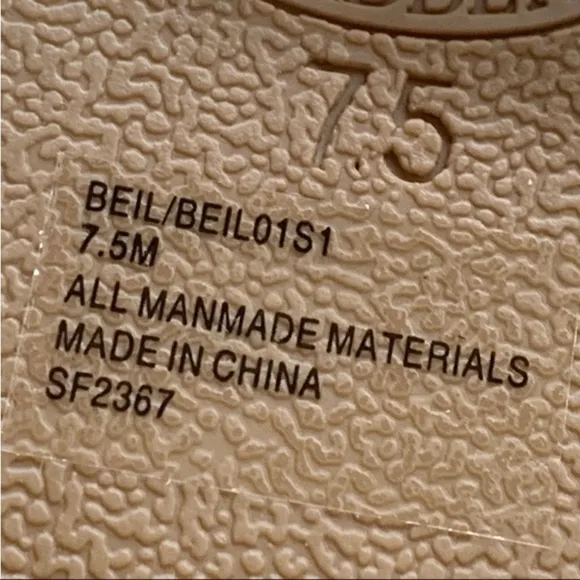 7.5
BEIL/BEIL01S1
7.5M
ALL MANMADE MATERIALS
MADE IN CHINA
SF2367